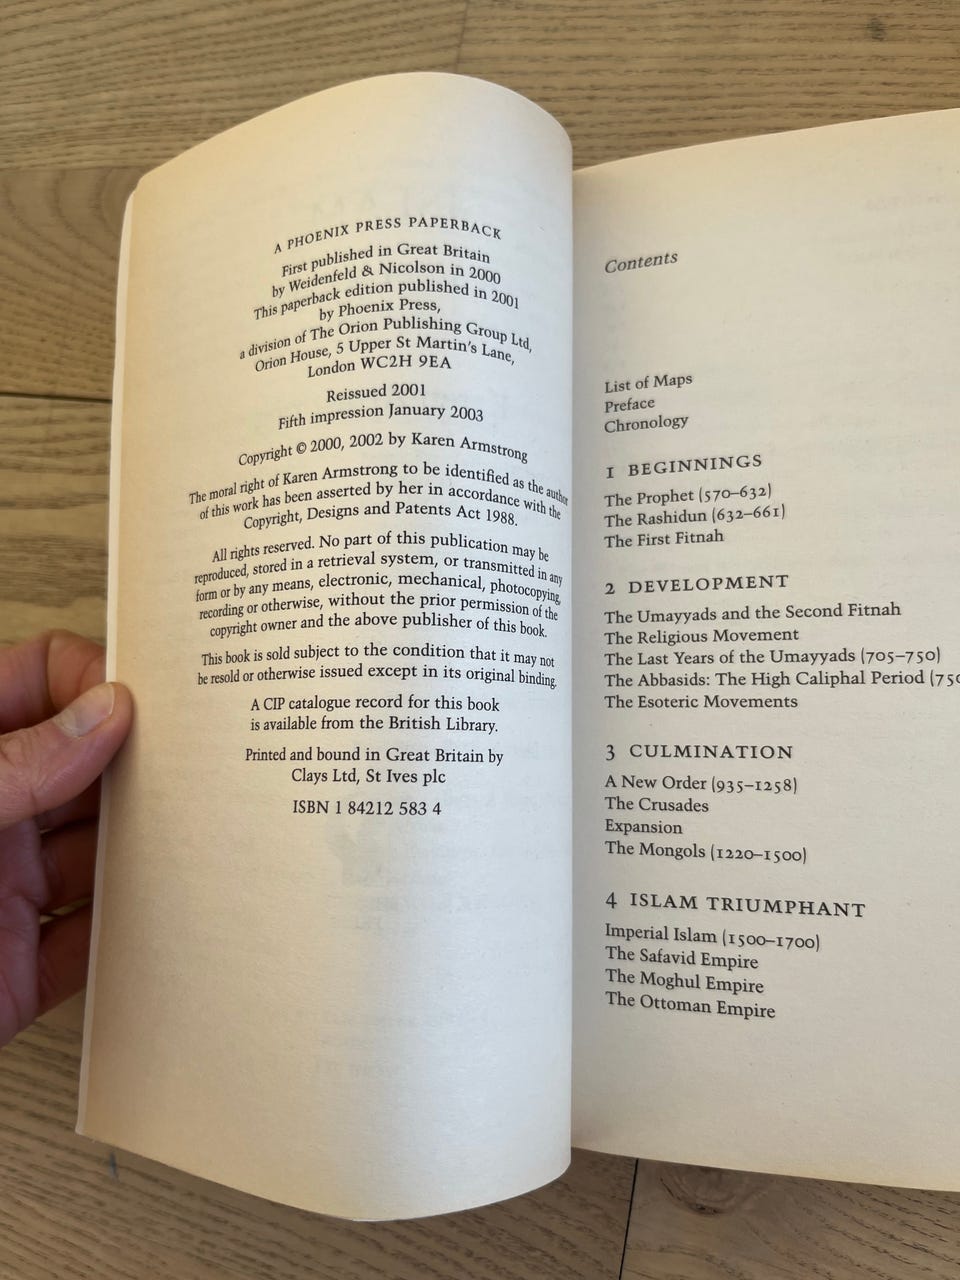 A PHOENIX PRESS PAPERBACK
First published in Great Britain
by Weidenfeld & Nicolson in 2000
This paperback edition published in 2001
by Phoenix Press,
a division of The Orion Publishing Group Ltd,
Orion House, 5 Upper St Martin's Lane,
London WC2H 9EA
Reissued 2001
Fifth impression January 2003
Copyright © 2000, 2002 by Karen Armstrong
The moral right of Karen Armstrong to be identified as the author
of this work has been asserted by her in accordance with the
Copyright, Designs and Patents Act 1988.
All rights reserved. No part of this publication may be
reproduced, stored in a retrieval system, or transmitted in any
form or by any means, electronic, mechanical, photocopying,
recording or otherwise, without the prior permission of the
copyright owner and the above publisher of this book.
This book is sold subject to the condition that it may not
be resold or otherwise issued except in its original binding.
A CIP catalogue record for this book
is available from the British Library.
Printed and bound in Great Britain by
Clays Ltd, St Ives plc
ISBN 1 84212 583 4
Contents
List of Maps
Preface
Chronology
1 BEGINNINGS
The Prophet (570–632)
The Rashidun (632–661)
The First Fitnah
2 DEVELOPMENT
The Umayyads and the Second Fitnah
The Religious Movement
The Last Years of the Umayyads (705–750)
The Abbasids: The High Caliphal Period (750
The Esoteric Movements
3 CULMINATION
A New Order (935–1258)
The Crusades
Expansion
The Mongols (1220–1500)
4 ISLAM TRIUMPHANT
Imperial Islam (1500–1700)
The Safavid Empire
The Moghul Empire
The Ottoman Empire